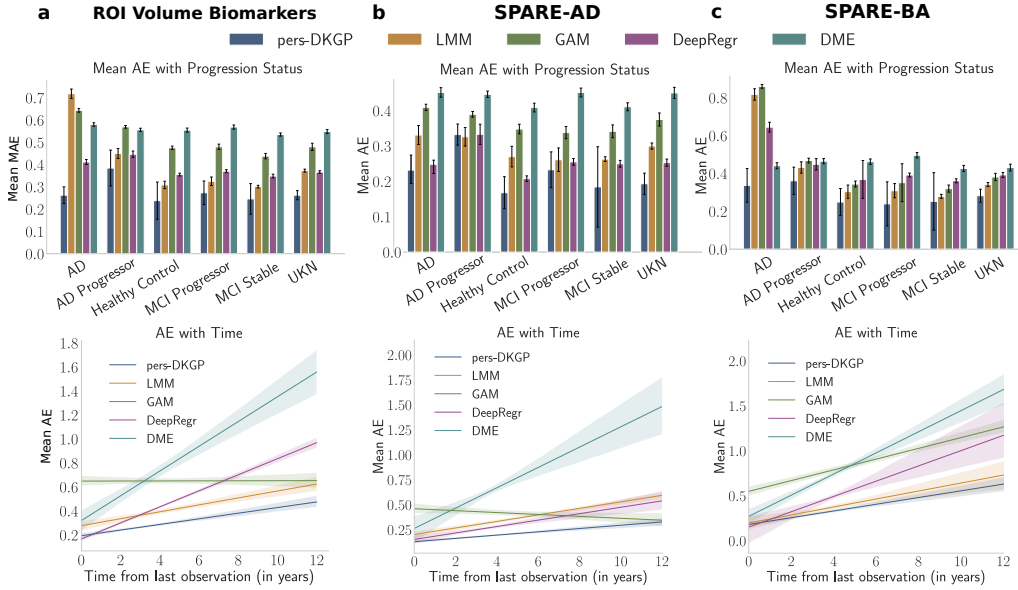 a ROI Volume Biomarkers b SPARE-AD c SPARE-BA
pers-DKGP LMM GAM DeepRegr DME
Mean AE with Progression Status
Mean MAE
0.7
0.6
0.5
0.4
0.3
0.2
0.1
0.0
AD
AD Progressor
Healthy Control
MCI Progressor
MCI Stable
UKN
Mean AE with Progression Status
Mean AE
0.4
0.3
0.2
0.1
0.0
AD
AD Progressor
Healthy Control
MCI Progressor
MCI Stable
UKN
Mean AE with Progression Status
Mean AE
0.8
0.6
0.4
0.2
0.0
AD
AD Progressor
Healthy Control
MCI Progressor
MCI Stable
UKN
AE with Time
Mean AE
1.8
1.6
1.4
1.2
1.0
0.8
0.6
0.4
0.2
pers-DKGP
LMM
GAM
DeepRegr
DME
0 2 4 6 8 10 12
Time from last observation (in years)
AE with Time
Mean AE
2.00
1.75
1.50
1.25
1.00
0.75
0.50
0.25
pers-DKGP
LMM
GAM
DeepRegr
DME
0 2 4 6 8 10 12
Time from last observation (in years)
AE with Time
Mean AE
2.0
1.5
1.0
0.5
0.0
pers-DKGP
LMM
GAM
DeepRegr
DME
0 2 4 6 8 10 12
Time from last observation (in years)